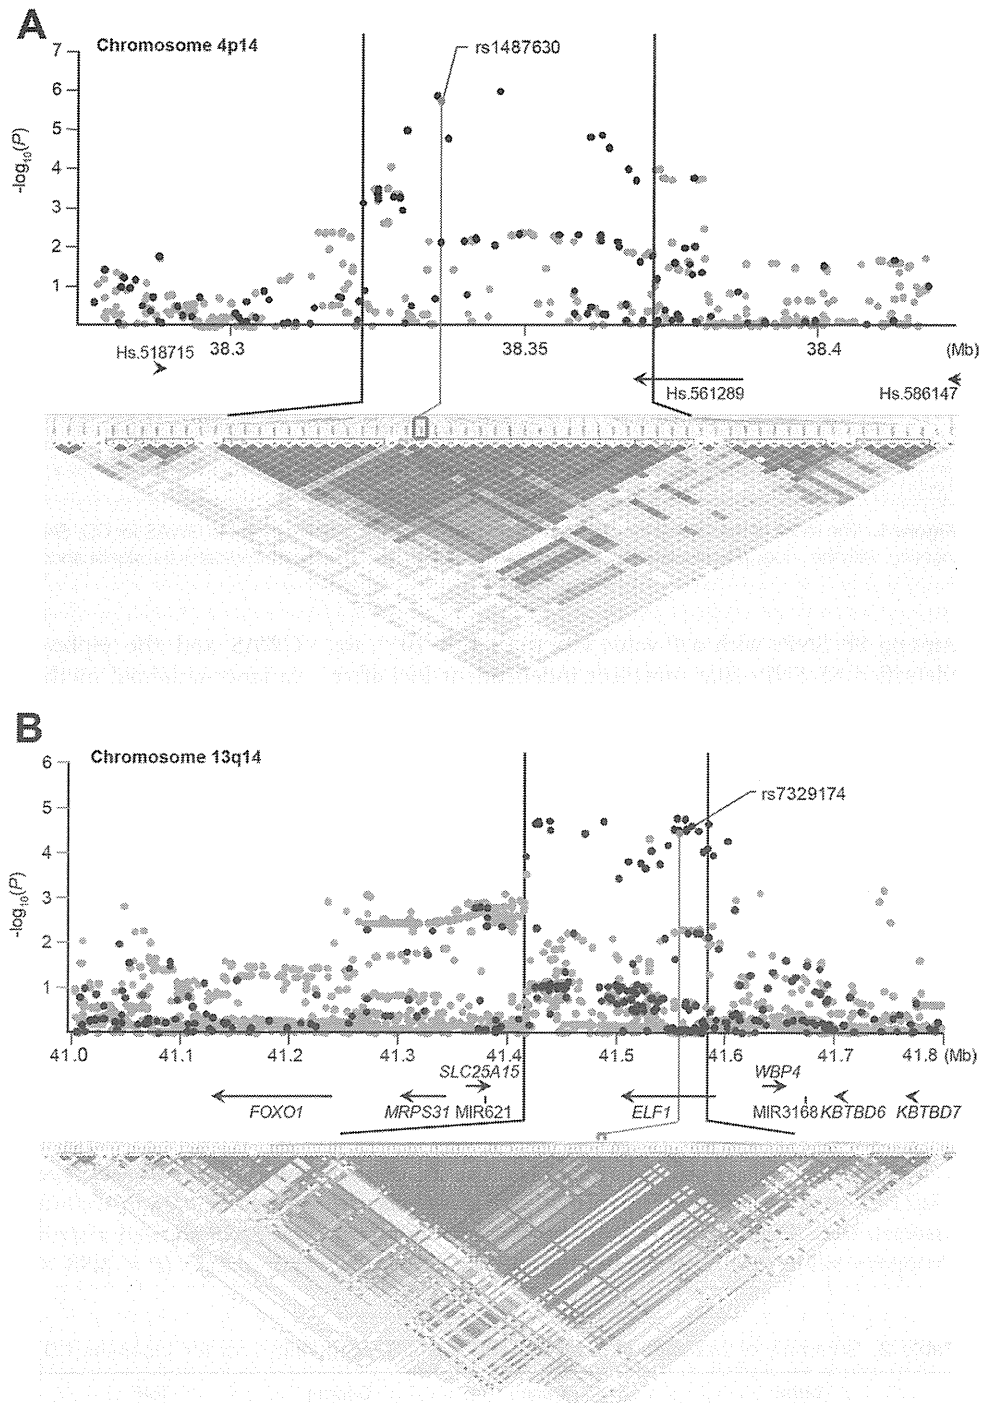 A
Chromosome 4p14
rs1487630
7
6
5
4
3
2
1
-log10(P)
38.3
38.35
38.4
(Mb)
Hs.518715
Hs.561289
Hs.586147
B
Chromosome 13q14
rs7329174
6
5
4
3
2
1
-log10(P)
41.0
41.1
41.2
41.3
41.4
41.5
41.6
41.7
41.8 (Mb)
SLC25A15
WBP4
FOXO1
MRPS31
MIR621
ELF1
MIR3168
KBTBD6
KBTBD7